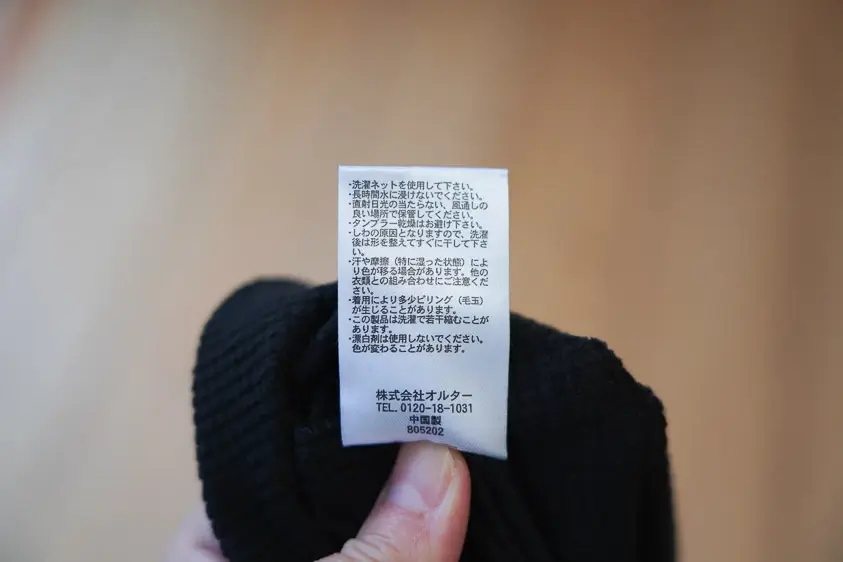 ・洗濯ネットを使用して下さい。
・長時間水に浸けないでください。
・直射日光の当たらない、風通しの
良い場所で保管してください。
・タンブラー乾燥はお避け下さい。
・しわの原因となりますので、洗濯
後は形を整えてすぐに干して下さ
い。
・汗や摩擦（特に湿った状態）によ
り色が移る場合があります。他の
衣類との組み合わせにご注意くだ
さい。
・着用により多少ピリング（毛玉）
が生じることがあります。
・この製品は洗濯で若干縮むことが
あります。
・漂白剤は使用しないでください。
色が変わることがあります。
株式会社オルター
TEL.0120-18-1031
中国製
805202